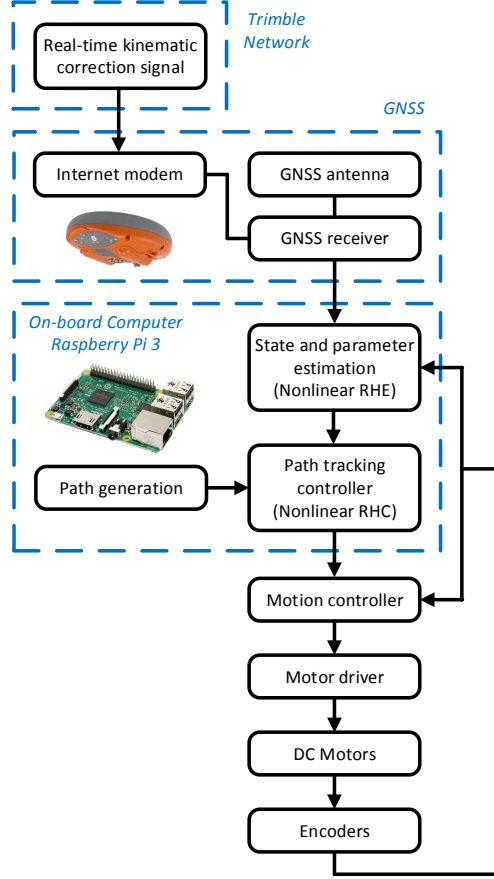 Trimble
Network
Real-time kinematic
correction signal
GNSS
Internet modem
GNSS antenna
GNSS receiver
On-board Computer
Raspberry Pi 3
State and parameter
estimation
(Nonlinear RHE)
Path generation
Path tracking
controller
(Nonlinear RHC)
Motion controller
Motor driver
DC Motors
Encoders